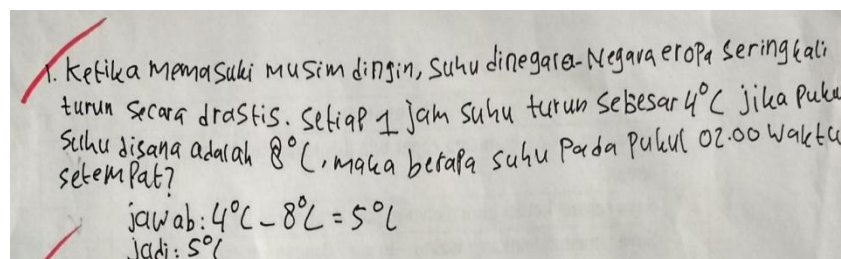 1. Ketika memasuki musim dingin, suhu dinegara-Negara eropa seringkali
turun secara drastis. setiap 1 jam suhu turun sebesar 4°C jika Puku
suhu disana adalah 8°C, maka berapa suhu Pada Pukul 02.00 waktu
setempat?
jawab: 4°C - 8°C = 5°C
jadi: 5°C